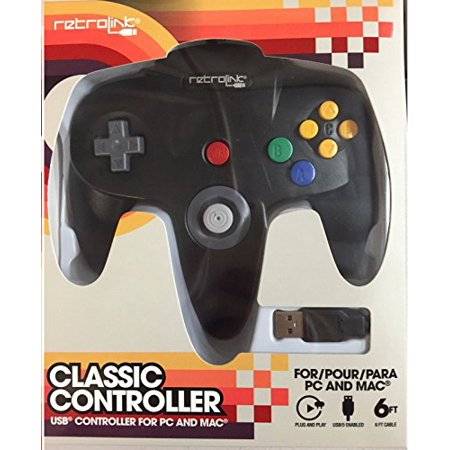 retrolink®
retrolink®
C
B
A
CLASSIC
CONTROLLER
USB® CONTROLLER FOR PC AND MAC®
FOR/POUR/PARA
PC AND MAC®
PLUG AND PLAY
USB® ENABLED
6FT
6 FT CABLE